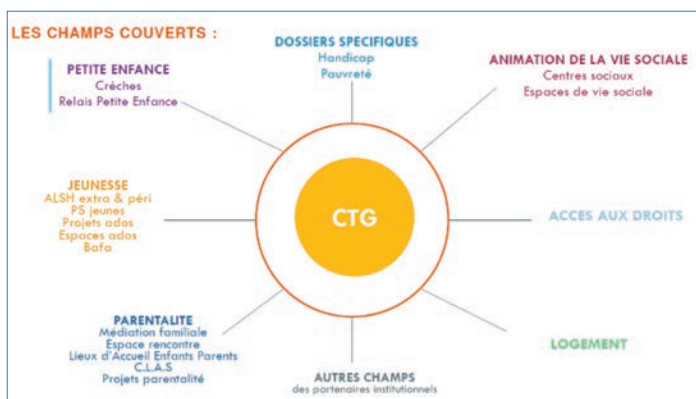 LES CHAMPS COUVERTS :
DOSSIERS SPECIFIQUES
Handicap
Pauvreté
PETITE ENFANCE
Crèches
Relais Petite Enfance
ANIMATION DE LA VIE SOCIALE
Centres sociaux
Espaces de vie sociale
JEUNESSE
ALSH extra & péri
PS jeunes
Projets ados
Espaces ados
Bafa
CTG
ACCES AUX DROITS
PARENTALITE
Médiation familiale
Espace rencontre
Lieux d'Accueil Enfants Parents
C.L.A.S
Projets parentalité
AUTRES CHAMPS
des partenaires institutionnels
LOGEMENT